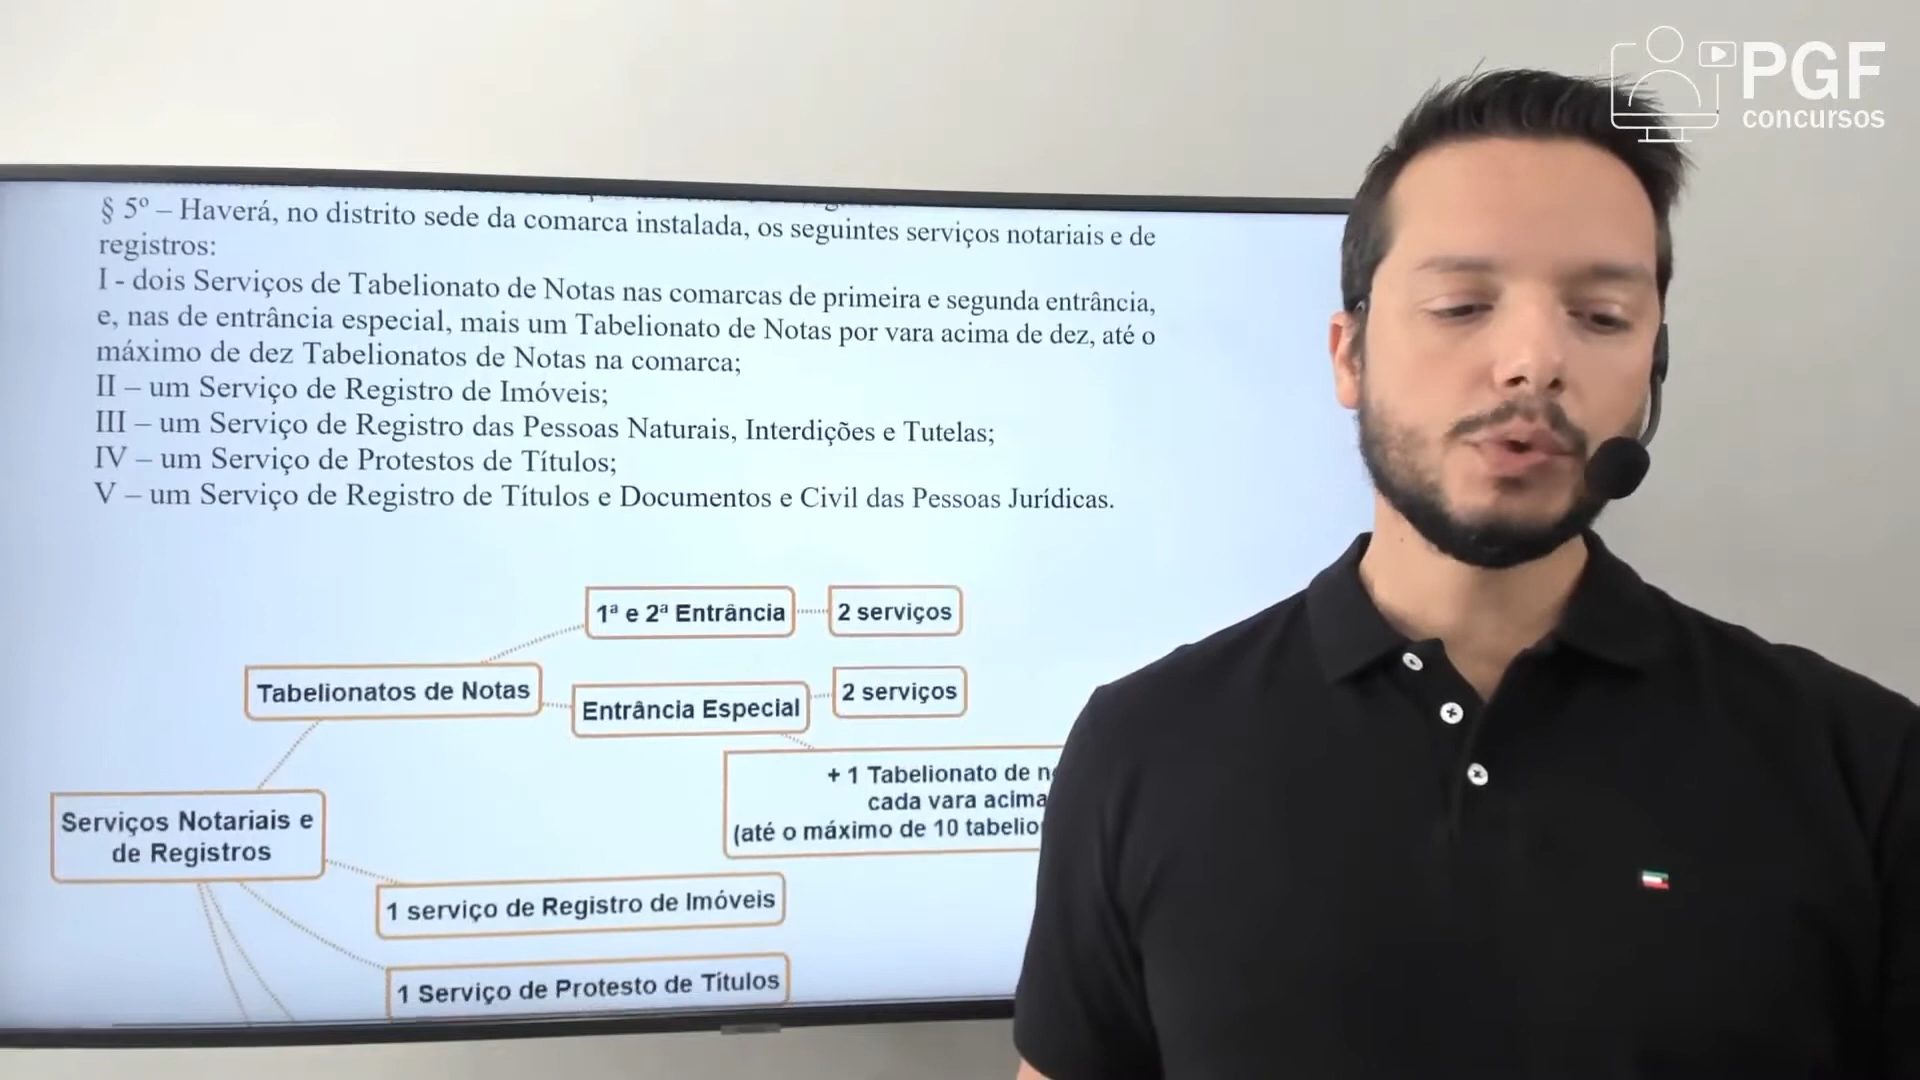 PGF
concursos
§ 5º – Haverá, no distrito sede da comarca instalada, os seguintes serviços notariais e de
registros:
I - dois Serviços de Tabelionato de Notas nas comarcas de primeira e segunda entrância,
e, nas de entrância especial, mais um Tabelionato de Notas por vara acima de dez, até o
máximo de dez Tabelionatos de Notas na comarca;
II – um Serviço de Registro de Imóveis;
III – um Serviço de Registro das Pessoas Naturais, Interdições e Tutelas;
IV – um Serviço de Protestos de Títulos;
V – um Serviço de Registro de Títulos e Documentos e Civil das Pessoas Jurídicas.
1ª e 2ª Entrância
2 serviços
Tabelionatos de Notas
Entrância Especial
2 serviços
+ 1 Tabelionato de
cada vara acima
(até o máximo de 10
Serviços Notariais e
de Registros
1 serviço de Registro de Imóveis
1 Serviço de Protesto de Títulos